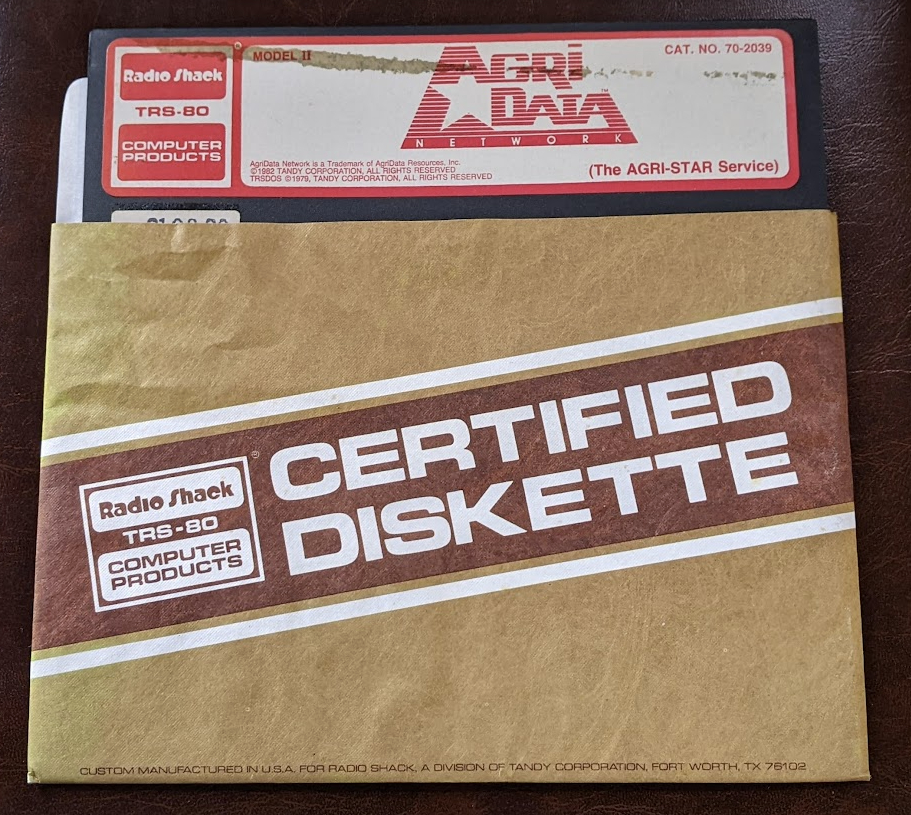 Radio Shack
TRS-80
COMPUTER
PRODUCTS
®
MODEL II
AGRI
DATA
™
NETWORK
CAT. NO. 70-2039
AgriData Network is a Trademark of AgriData Resources, Inc.
©1982 TANDY CORPORATION, ALL RIGHTS RESERVED
TRSDOS ©1979, TANDY CORPORATION, ALL RIGHTS RESERVED
(The AGRI-STAR Service)
Radio Shack
®
TRS-80
COMPUTER
PRODUCTS
CERTIFIED
DISKETTE
CUSTOM MANUFACTURED IN U.S.A. FOR RADIO SHACK, A DIVISION OF TANDY CORPORATION, FORT WORTH, TX 76102